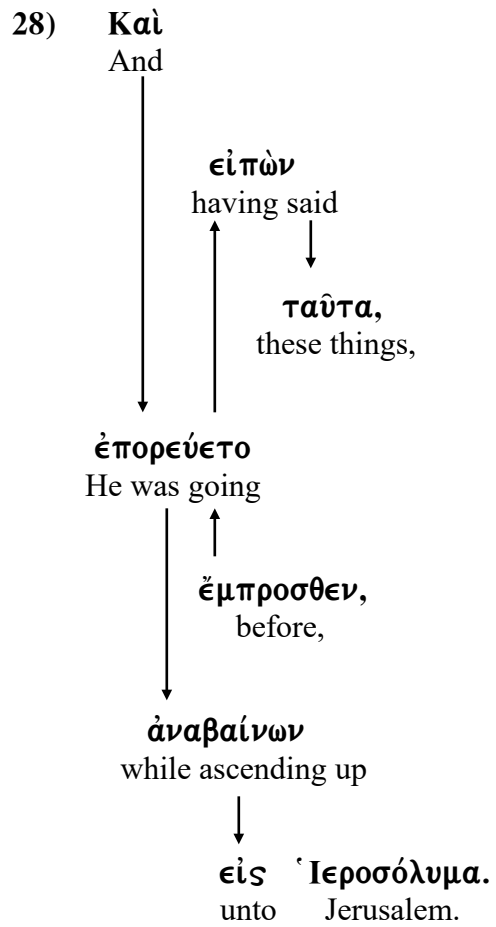 28) Καὶ
And
εἰπὼν
having said
ταῦτα,
these things,
ἐπορεύετο
He was going
ἔμπροσθεν,
before,
ἀναβαίνων
while ascending up
εἰς Ἱεροσόλυμα.
unto Jerusalem.